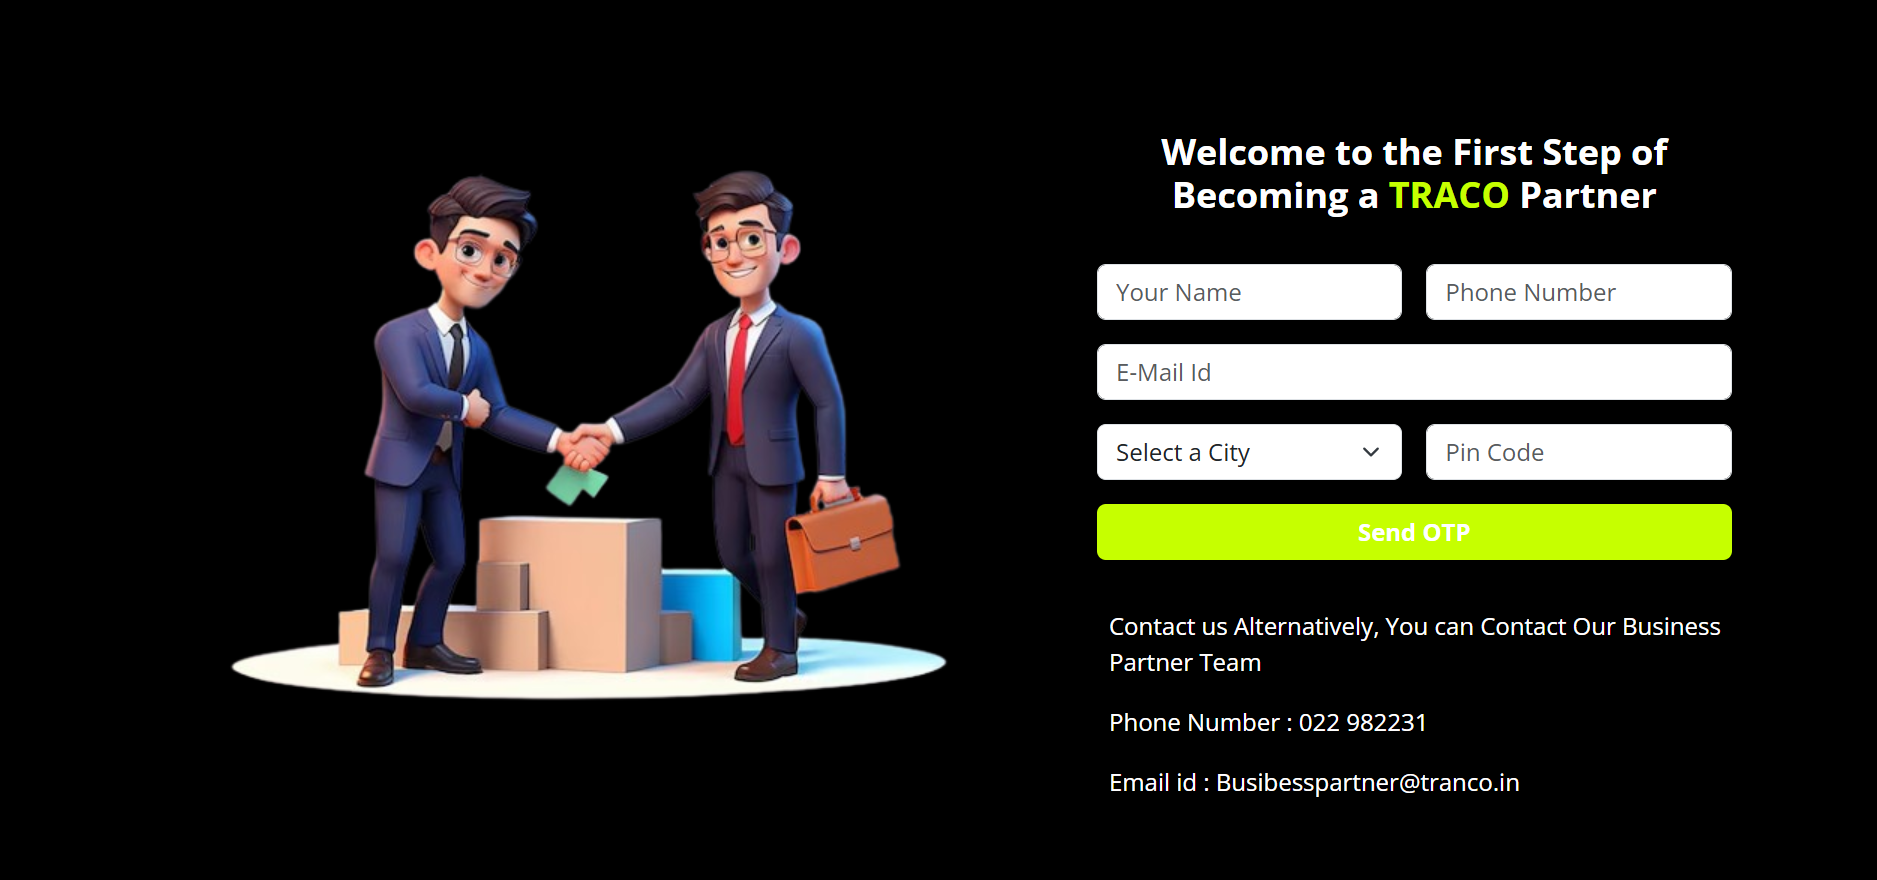 Welcome to the First Step of
Becoming a TRACO Partner
Your Name
Phone Number
E-Mail Id
Select a City
Pin Code
Send OTP
Contact us Alternatively, You can Contact Our Business
Partner Team
Phone Number : 022 982231
Email id : Busibesspartner@tranco.in